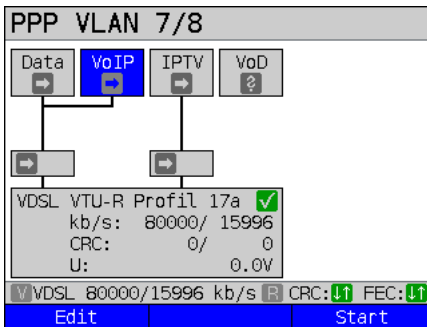 PPP VLAN 7/8
Data VoIP IPTV VoD
VDSL VTU-R Profil 17a
kb/s: 80000/ 15996
CRC: 0/ 0
U: 0.0V
V VDSL 80000/15996 kb/s R CRC: FEC:
Edit Start